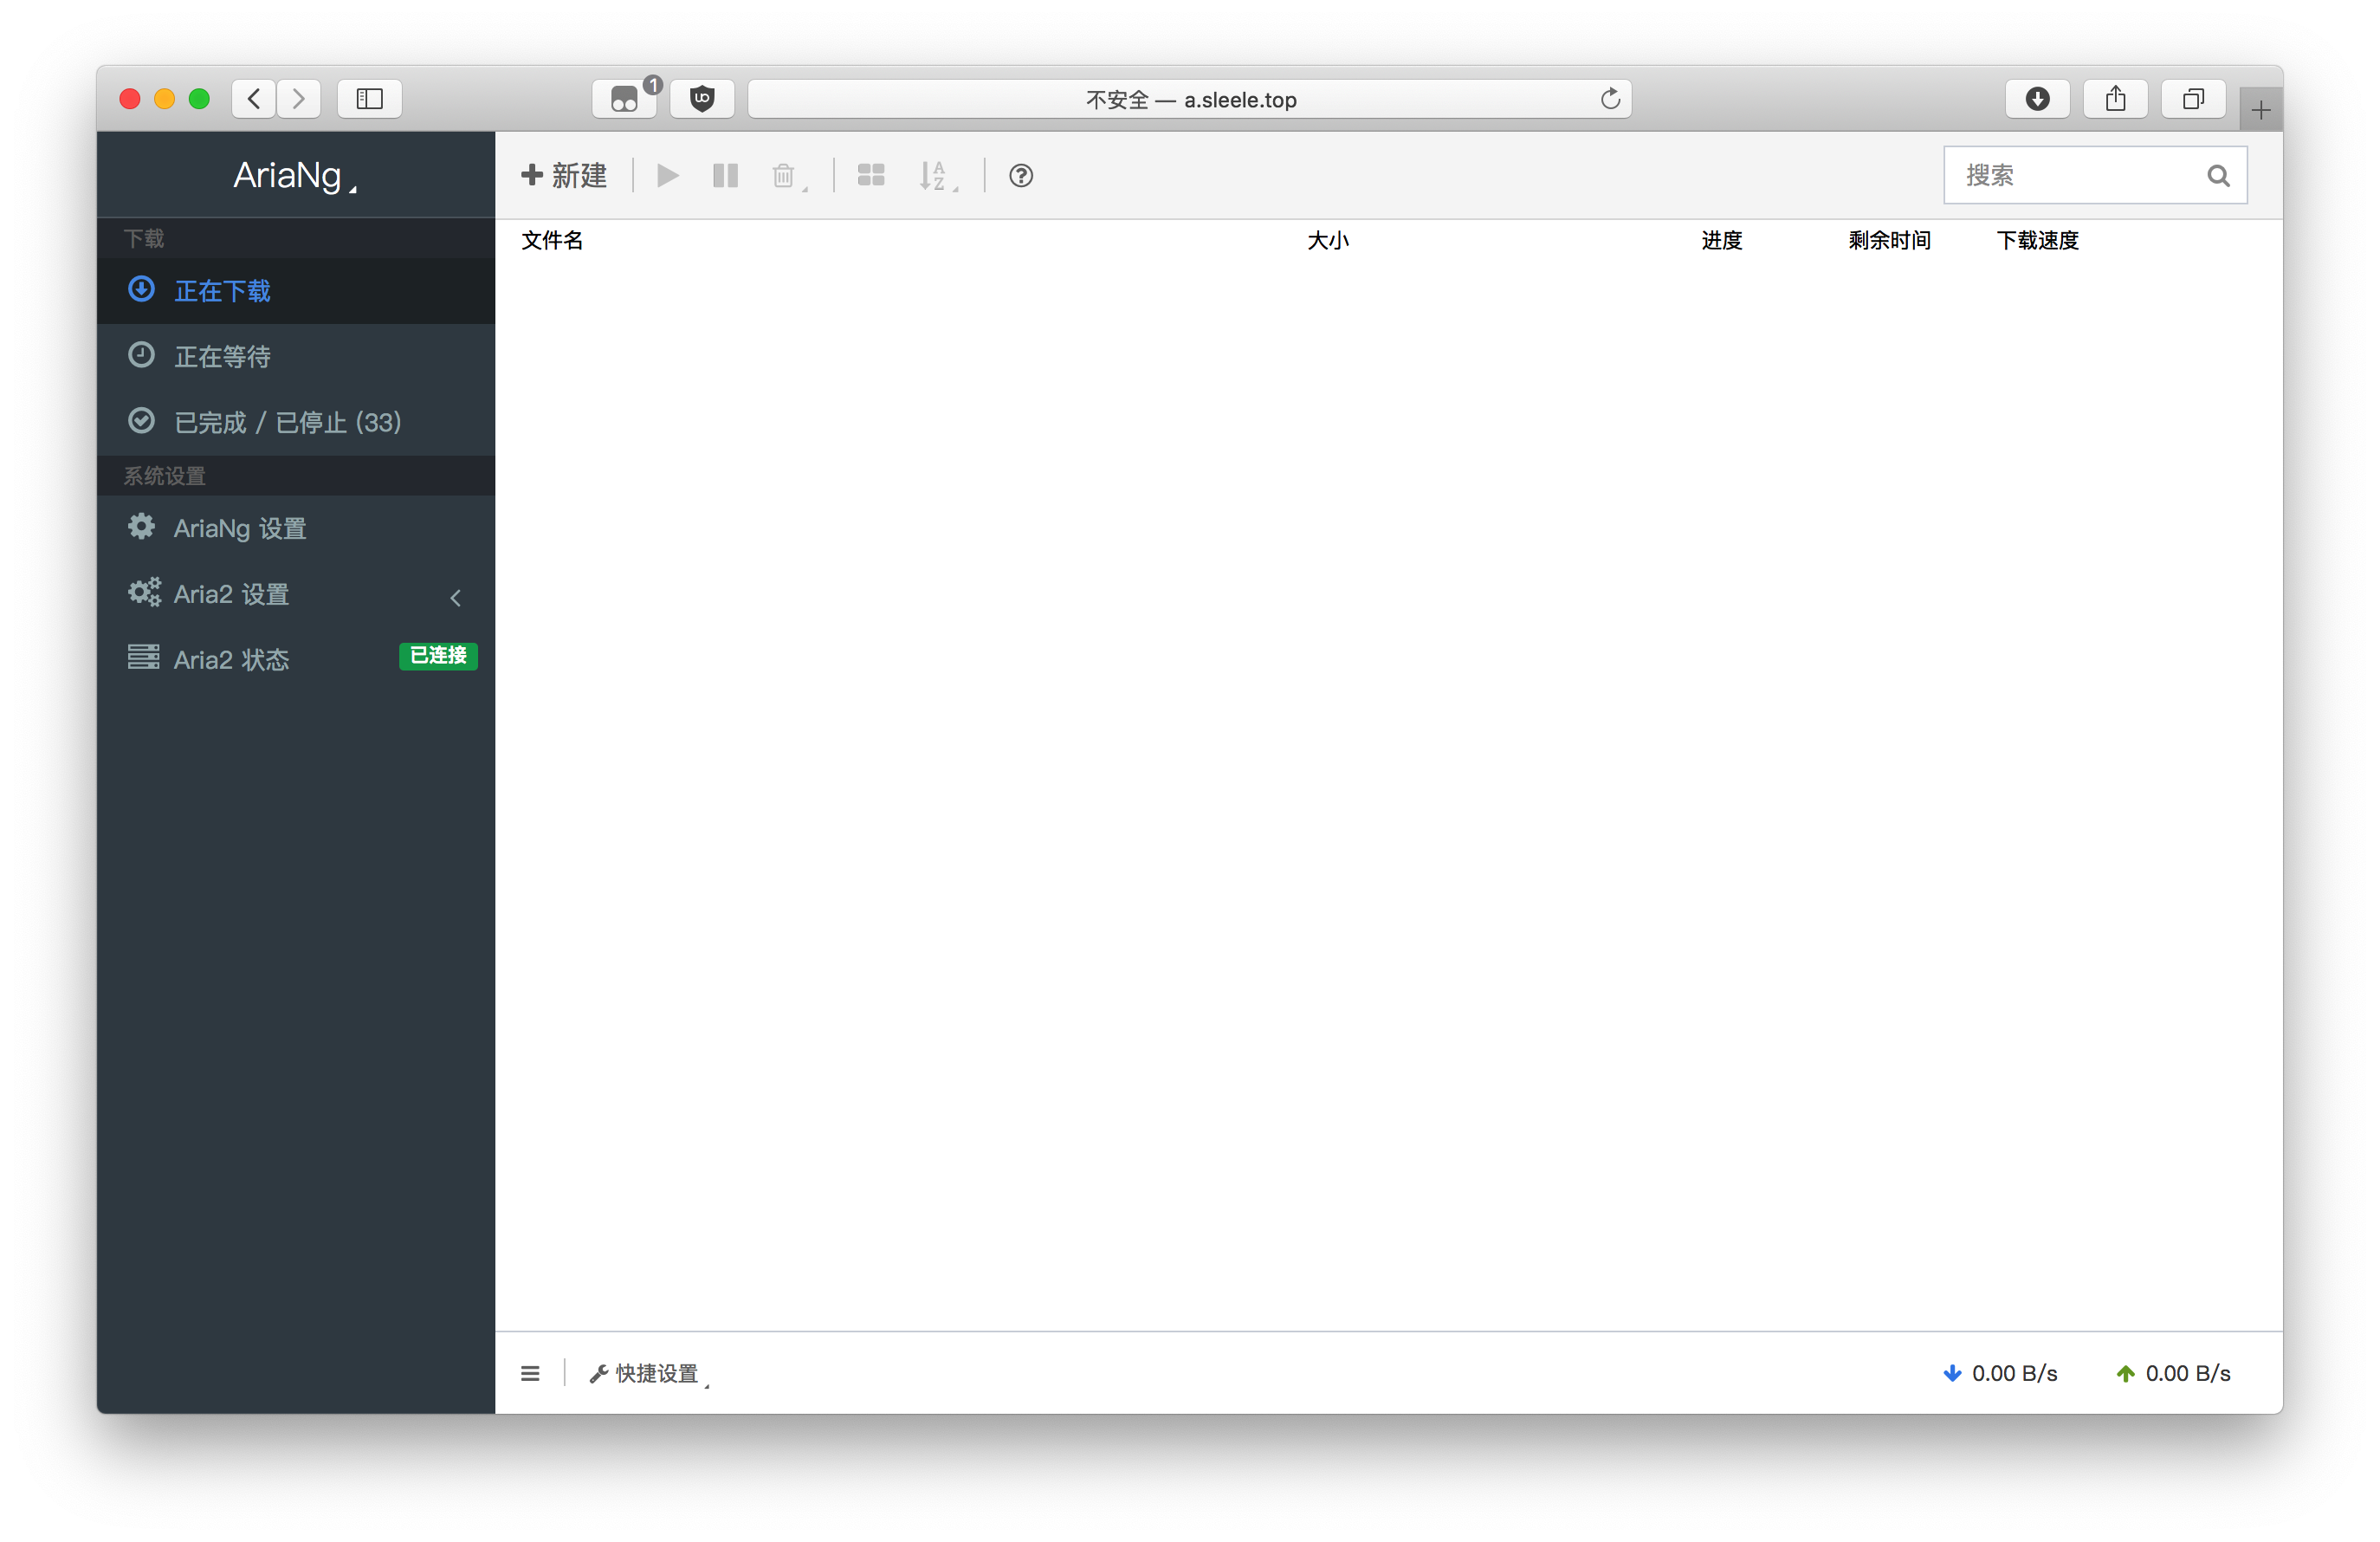 1
不安全 — a.sleele.top
AriaNg
新建
搜索
下载
文件名 大小 进度 剩余时间 下载速度
正在下载
正在等待
已完成 / 已停止 (33)
系统设置
AriaNg 设置
Aria2 设置
Aria2 状态 已连接
快捷设置 0.00 B/s 0.00 B/s